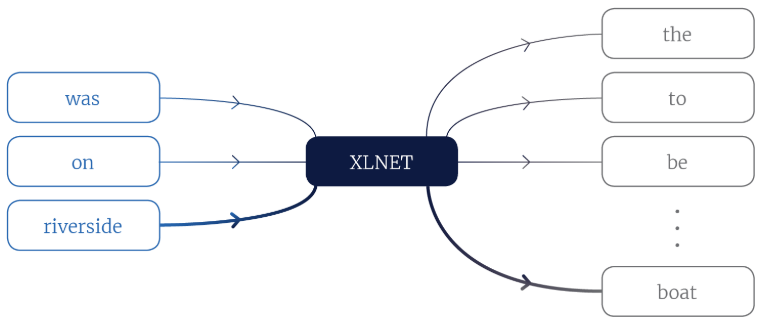 was
on
riverside
XLNET
the
to
be
boat